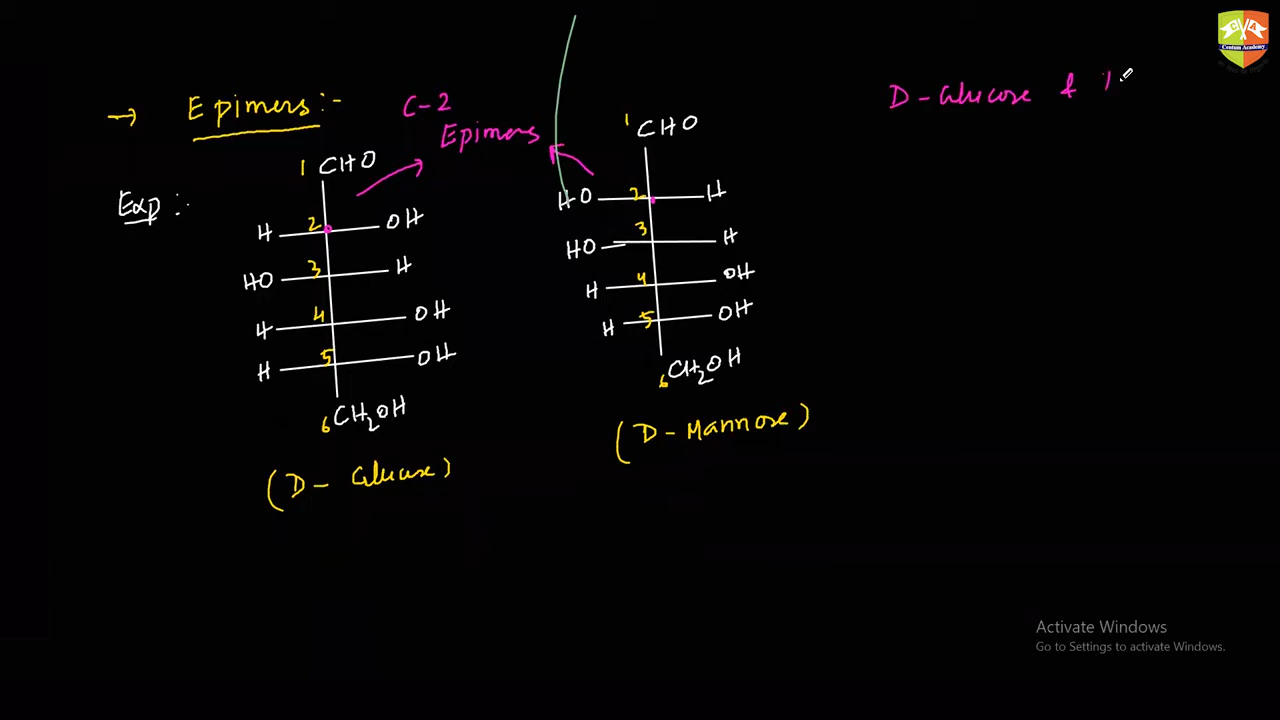 → Epimers:-
C-2
Epimers
D-Glucose &
Exp :-
1 CHO
H 2 OH
HO 3 H
H 4 OH
H 5 OH
6 CH2OH
(D- Glucose)
1 CHO
HO 2 H
HO 3 H
H 4 OH
H 5 OH
6 CH2OH
(D-Mannose)
Centum Academy
Activate Windows
Go to Settings to activate Windows.